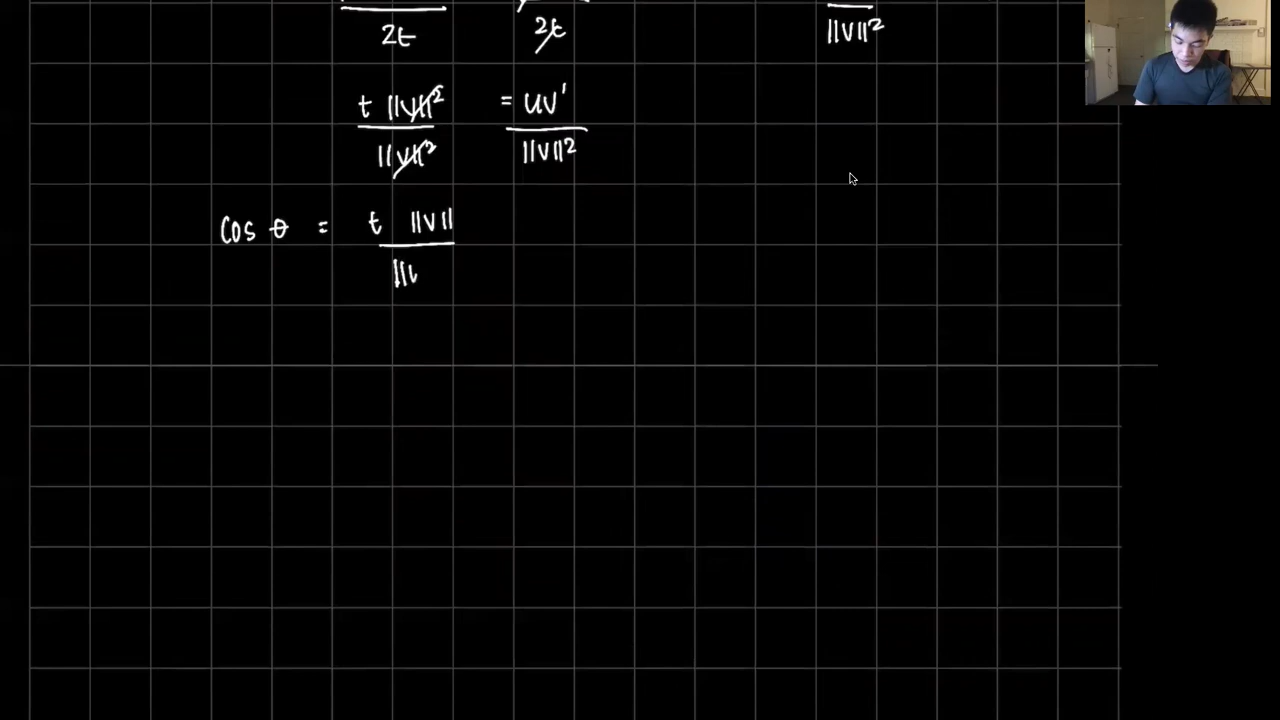 2t 2t ||V||²
t ||V||² = UV'
||V||² ||V||²
Cos θ = t ||V||
||U